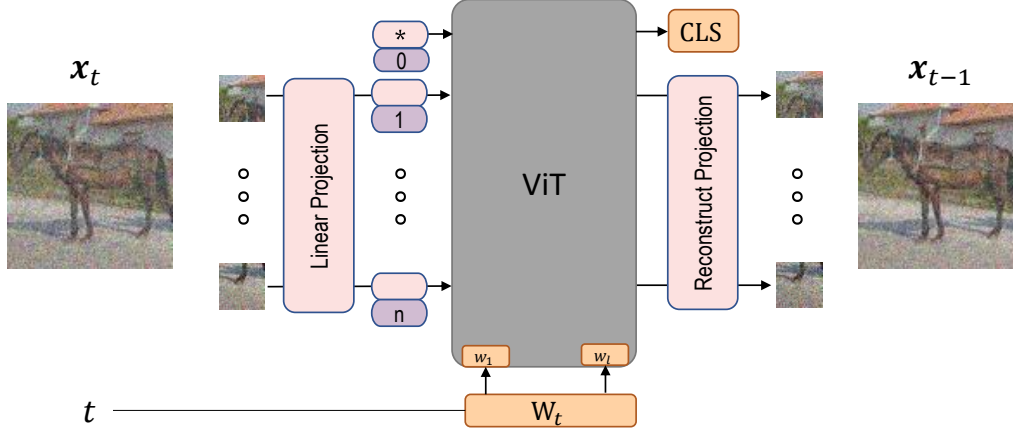 x_t
Linear Projection
*
0
1
n
ViT
w_1
w_l
CLS
Reconstruct Projection
x_{t−1}
t
W_t